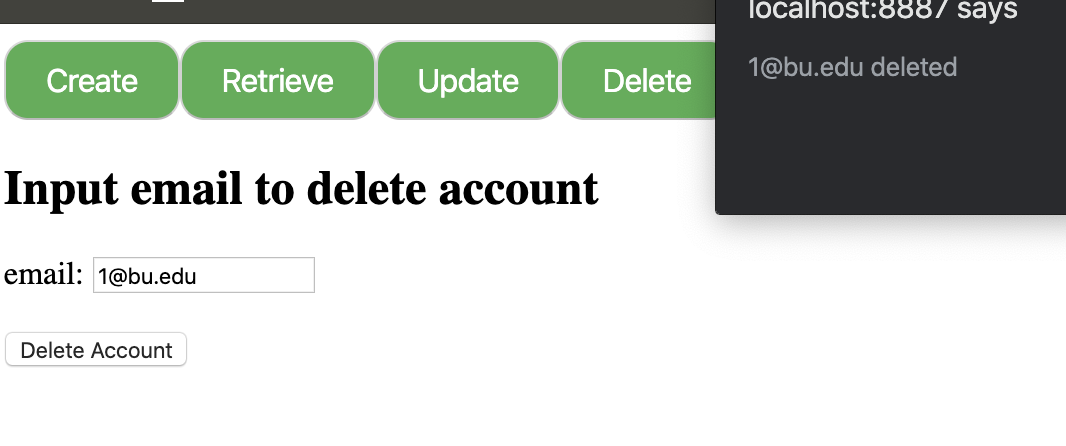 localhost:8887 says
1@bu.edu deleted
Create Retrieve Update Delete
Input email to delete account
email: 1@bu.edu
Delete Account